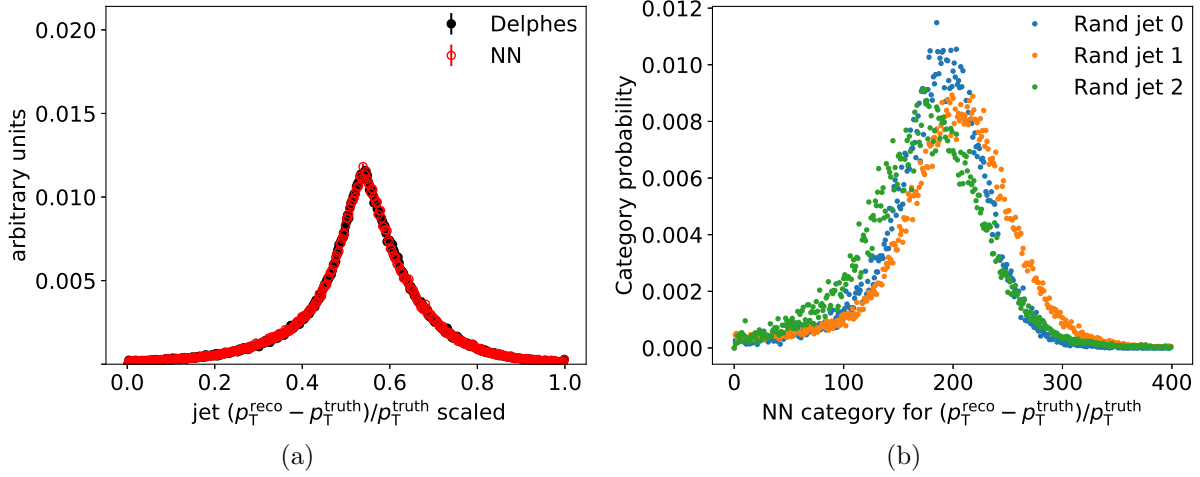 0.020
0.015
0.010
0.005
arbitrary units
Delphes
NN
0.0 0.2 0.4 0.6 0.8 1.0
jet (p_T^reco − p_T^truth)/p_T^truth scaled
(a)
0.012
0.010
0.008
0.006
0.004
0.002
0.000
Category probability
Rand jet 0
Rand jet 1
Rand jet 2
0 100 200 300 400
NN category for (p_T^reco − p_T^truth)/p_T^truth
(b)